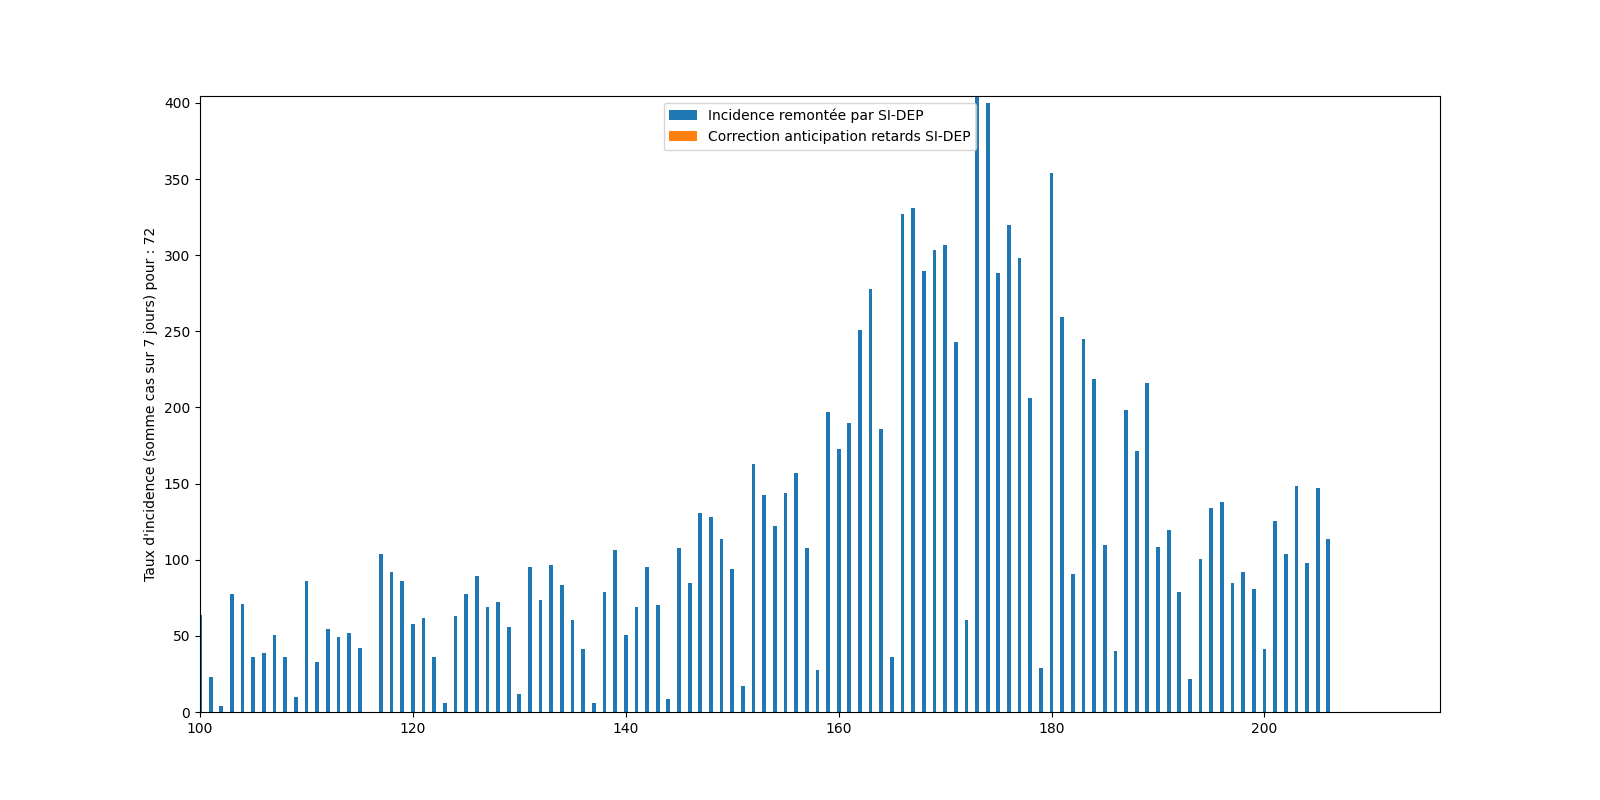 Incidence remontée par SI-DEP
Correction anticipation retards SI-DEP
Taux d'incidence (somme cas sur 7 jours) pour : 72
400
350
300
250
200
150
100
50
0
100 120 140 160 180 200